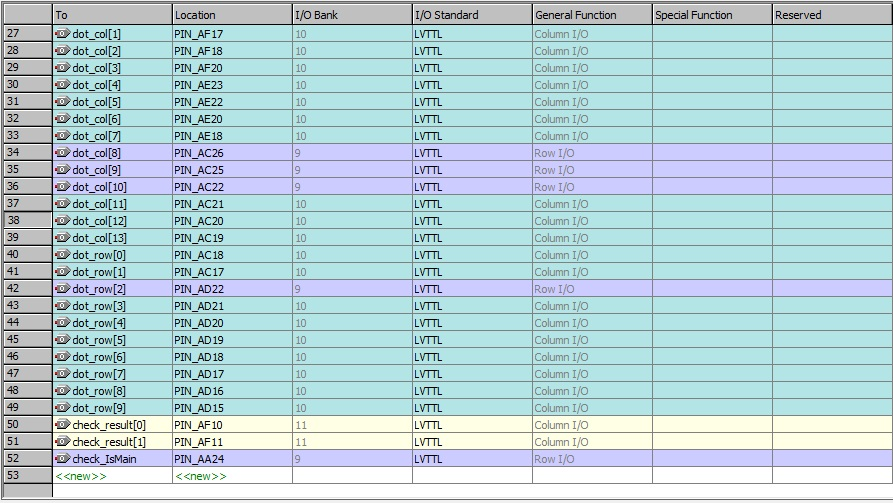 To Location I/O Bank I/O Standard General Function Special Function Reserved
27 dot_col[1] PIN_AF17 10 LVTTL Column I/O
28 dot_col[2] PIN_AF18 10 LVTTL Column I/O
29 dot_col[3] PIN_AF20 10 LVTTL Column I/O
30 dot_col[4] PIN_AE23 10 LVTTL Column I/O
31 dot_col[5] PIN_AE22 10 LVTTL Column I/O
32 dot_col[6] PIN_AE20 10 LVTTL Column I/O
33 dot_col[7] PIN_AE18 10 LVTTL Column I/O
34 dot_col[8] PIN_AC26 9 LVTTL Row I/O
35 dot_col[9] PIN_AC25 9 LVTTL Row I/O
36 dot_col[10] PIN_AC22 9 LVTTL Row I/O
37 dot_col[11] PIN_AC21 10 LVTTL Column I/O
38 dot_col[12] PIN_AC20 10 LVTTL Column I/O
39 dot_col[13] PIN_AC19 10 LVTTL Column I/O
40 dot_row[0] PIN_AC18 10 LVTTL Column I/O
41 dot_row[1] PIN_AC17 10 LVTTL Column I/O
42 dot_row[2] PIN_AD22 9 LVTTL Row I/O
43 dot_row[3] PIN_AD21 10 LVTTL Column I/O
44 dot_row[4] PIN_AD20 10 LVTTL Column I/O
45 dot_row[5] PIN_AD19 10 LVTTL Column I/O
46 dot_row[6] PIN_AD18 10 LVTTL Column I/O
47 dot_row[7] PIN_AD17 10 LVTTL Column I/O
48 dot_row[8] PIN_AD16 10 LVTTL Column I/O
49 dot_row[9] PIN_AD15 10 LVTTL Column I/O
50 check_result[0] PIN_AF10 11 LVTTL Column I/O
51 check_result[1] PIN_AF11 11 LVTTL Column I/O
52 check_IsMain PIN_AA24 9 LVTTL Row I/O
53 <<new>> <<new>>